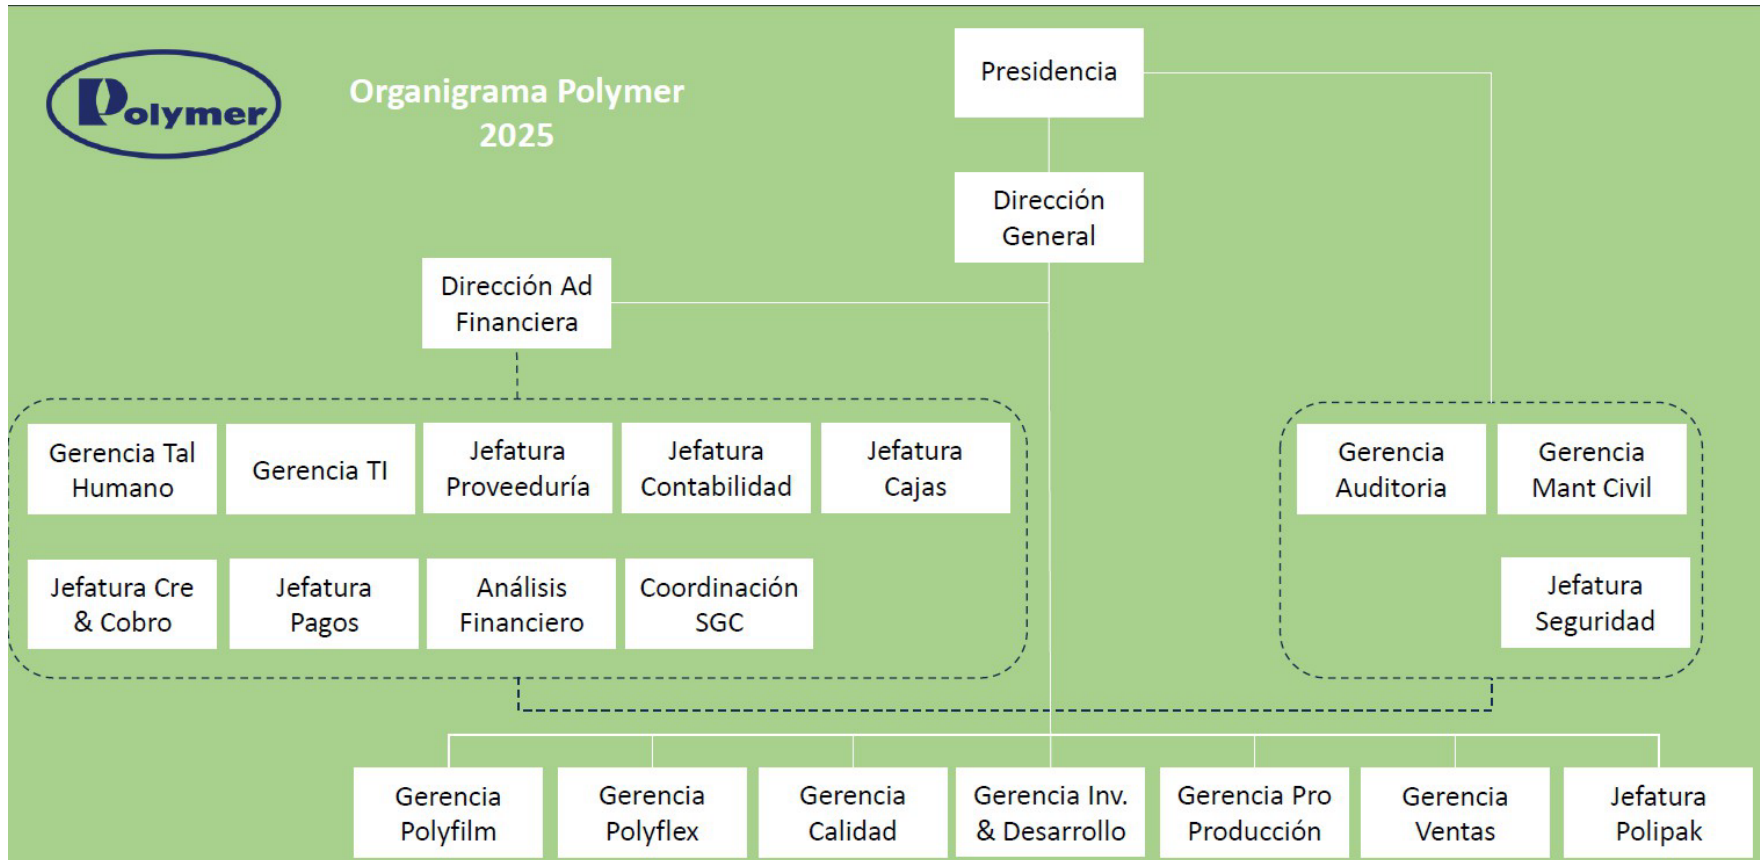 Polymer
Organigrama Polymer
2025
Presidencia
Dirección
General
Dirección Ad
Financiera
Gerencia Tal
Humano
Gerencia TI
Jefatura
Proveeduría
Jefatura
Contabilidad
Jefatura
Cajas
Gerencia
Auditoria
Gerencia
Mant Civil
Jefatura Cre
& Cobro
Jefatura
Pagos
Análisis
Financiero
Coordinación
SGC
Jefatura
Seguridad
Gerencia
Polyfilm
Gerencia
Polyflex
Gerencia
Calidad
Gerencia Inv.
& Desarrollo
Gerencia Pro
Producción
Gerencia
Ventas
Jefatura
Polipak